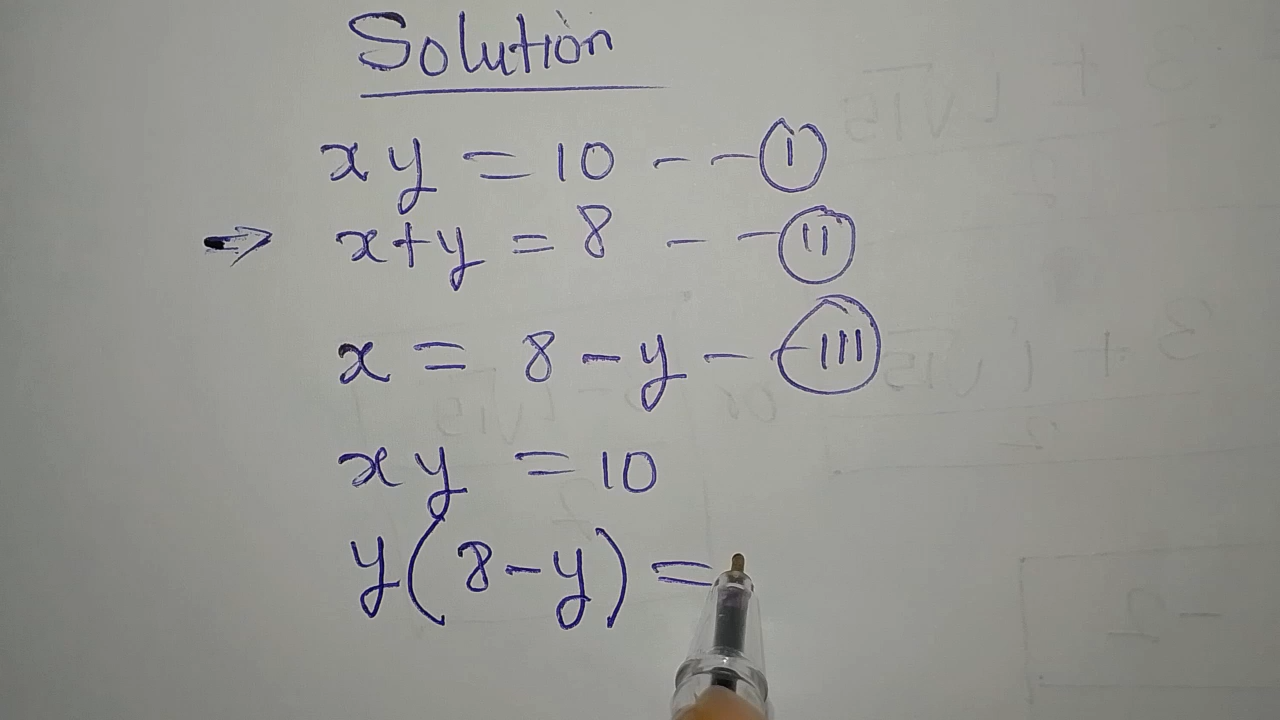 Solution
xy = 10 -- (I)
x+y = 8 -- (II)
x = 8-y -- (III)
xy = 10
y(8-y) =